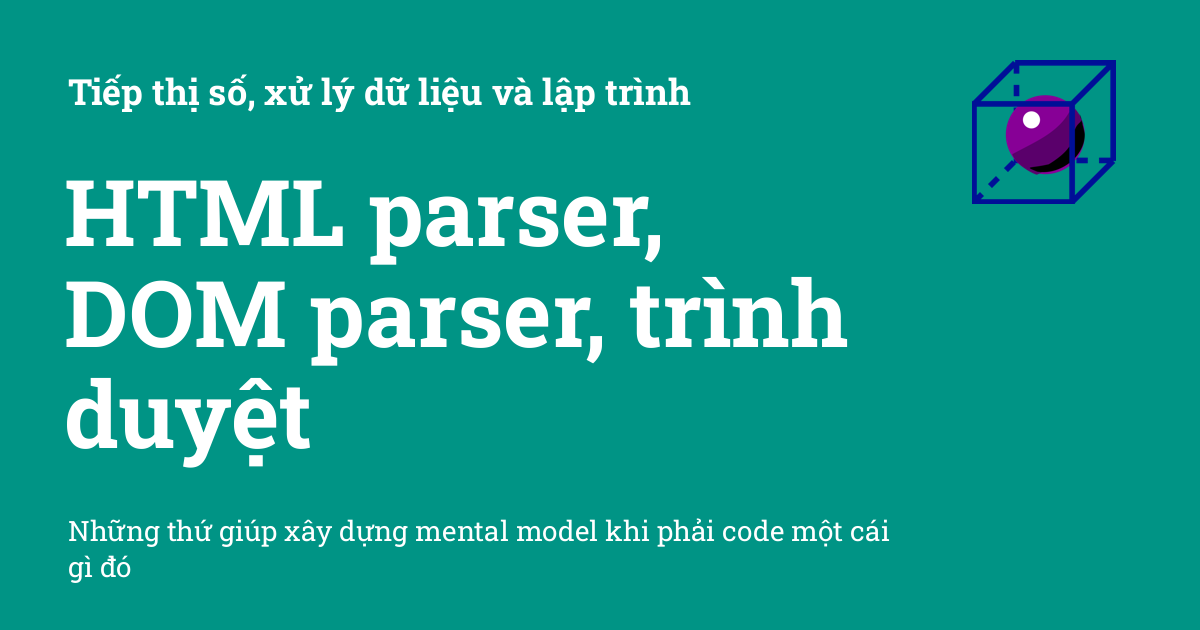 Tiếp thị số, xử lý dữ liệu và lập trình
HTML parser,
DOM parser, trình
duyệt
Những thứ giúp xây dựng mental model khi phải code một cái
gì đó